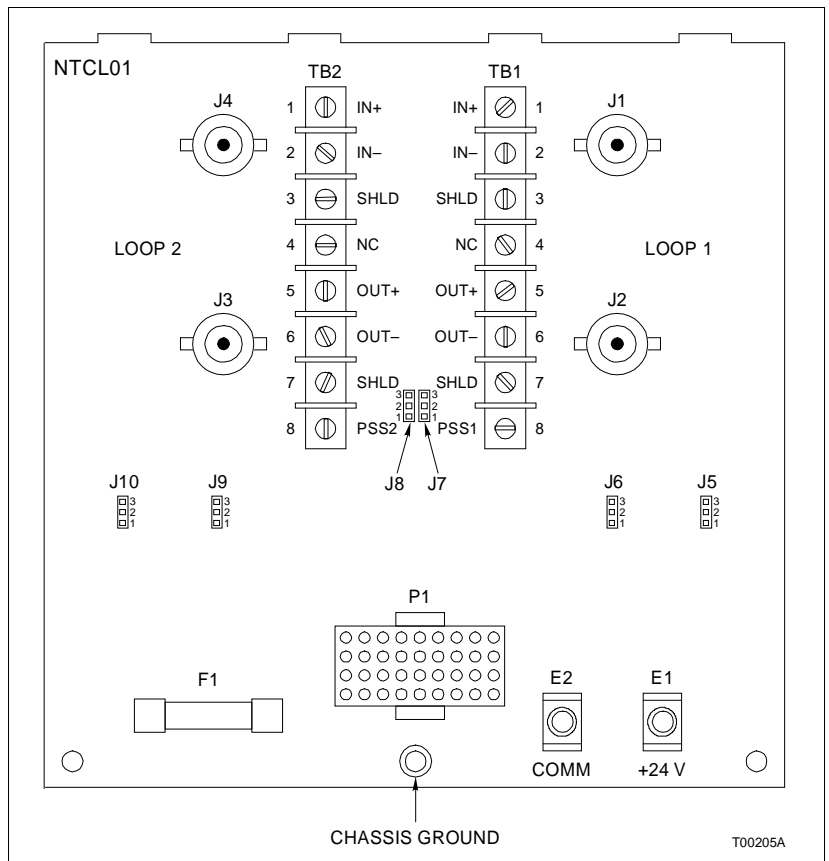 NTCL01
TB2 TB1
J4 J1
1 IN+ IN+ 1
2 IN– IN– 2
3 SHLD SHLD 3
LOOP 2 4 NC NC 4 LOOP 1
5 OUT+ OUT+ 5
J3 J2
6 OUT– OUT– 6
7 SHLD SHLD 7
3 3
2 2
1 1
8 PSS2 PSS1 8
J8 J7
J10 J9 J6 J5
3 3 3 3
2 2 2 2
1 1 1 1
P1
F1 E2 E1
COMM +24 V
CHASSIS GROUND
T00205A